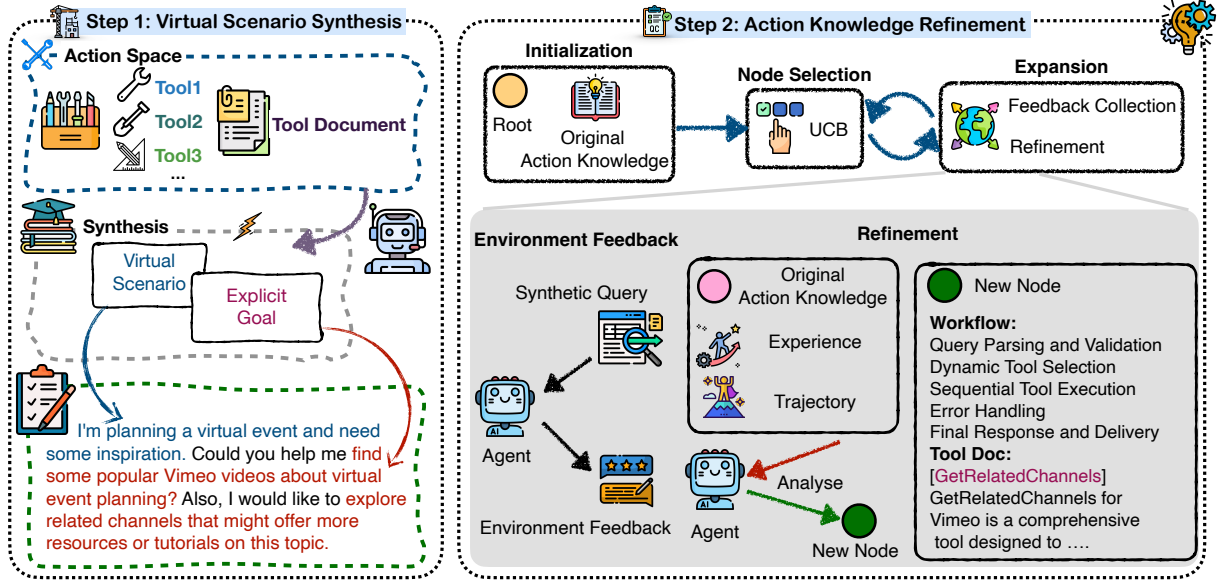 Step 1: Virtual Scenario Synthesis
Action Space
Tool1
Tool2
Tool3
...
Tool Document
Synthesis
Virtual
Scenario
Explicit
Goal
I'm planning a virtual event and need
some inspiration. Could you help me find
some popular Vimeo videos about virtual
event planning? Also, I would like to explore
related channels that might offer more
resources or tutorials on this topic.
Step 2: Action Knowledge Refinement
QC
Initialization
Root
Original
Action Knowledge
Node Selection
UCB
Expansion
Feedback Collection
Refinement
Environment Feedback
Synthetic Query
AI
Agent
Environment Feedback
Refinement
Original
Action Knowledge
Experience
Trajectory
AI
Agent
Analyse
New Node
New Node
Workflow:
Query Parsing and Validation
Dynamic Tool Selection
Sequential Tool Execution
Error Handling
Final Response and Delivery
Tool Doc:
[GetRelatedChannels]
GetRelatedChannels for
Vimeo is a comprehensive
tool designed to ....